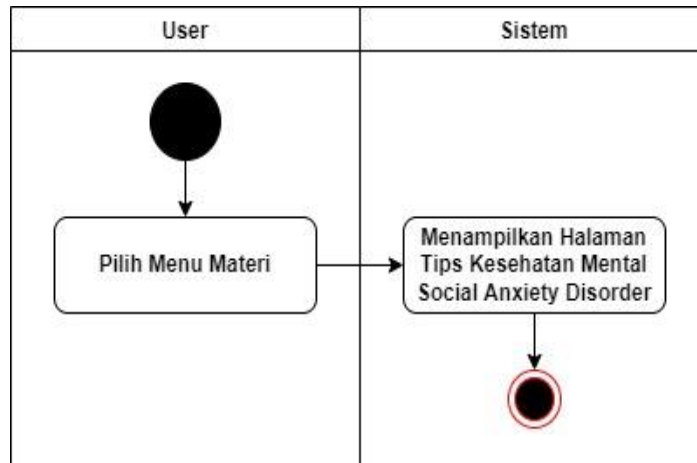 User
Sistem
Pilih Menu Materi
Menampilkan Halaman
Tips Kesehatan Mental
Social Anxiety Disorder